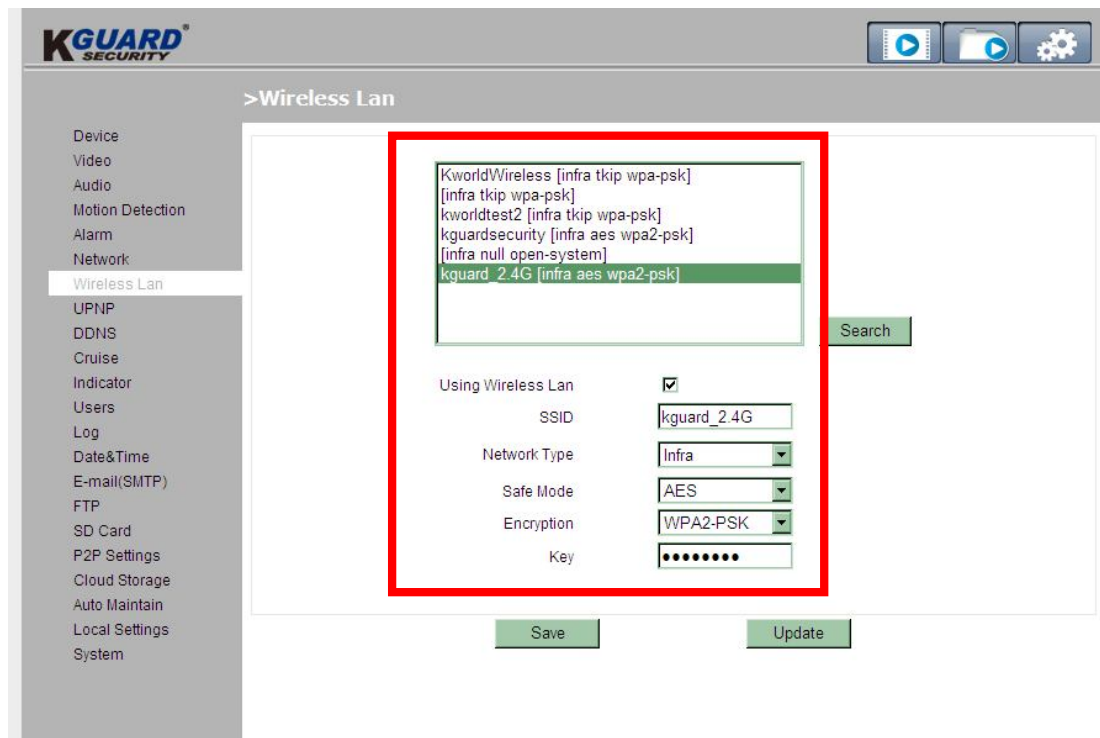 KGUARD®
SECURITY
>Wireless Lan
Device
Video
Audio
Motion Detection
Alarm
Network
Wireless Lan
UPNP
DDNS
Cruise
Indicator
Users
Log
Date&Time
E-mail(SMTP)
FTP
SD Card
P2P Settings
Cloud Storage
Auto Maintain
Local Settings
System
KworldWireless [infra tkip wpa-psk]
[infra tkip wpa-psk]
kworldtest2 [infra tkip wpa-psk]
kguardsecurity [infra aes wpa2-psk]
[infra null open-system]
kguard_2.4G [infra aes wpa2-psk]
Search
Using Wireless Lan
SSID kguard_2.4G
Network Type Infra
Safe Mode AES
Encryption WPA2-PSK
Key ••••••••
Save Update